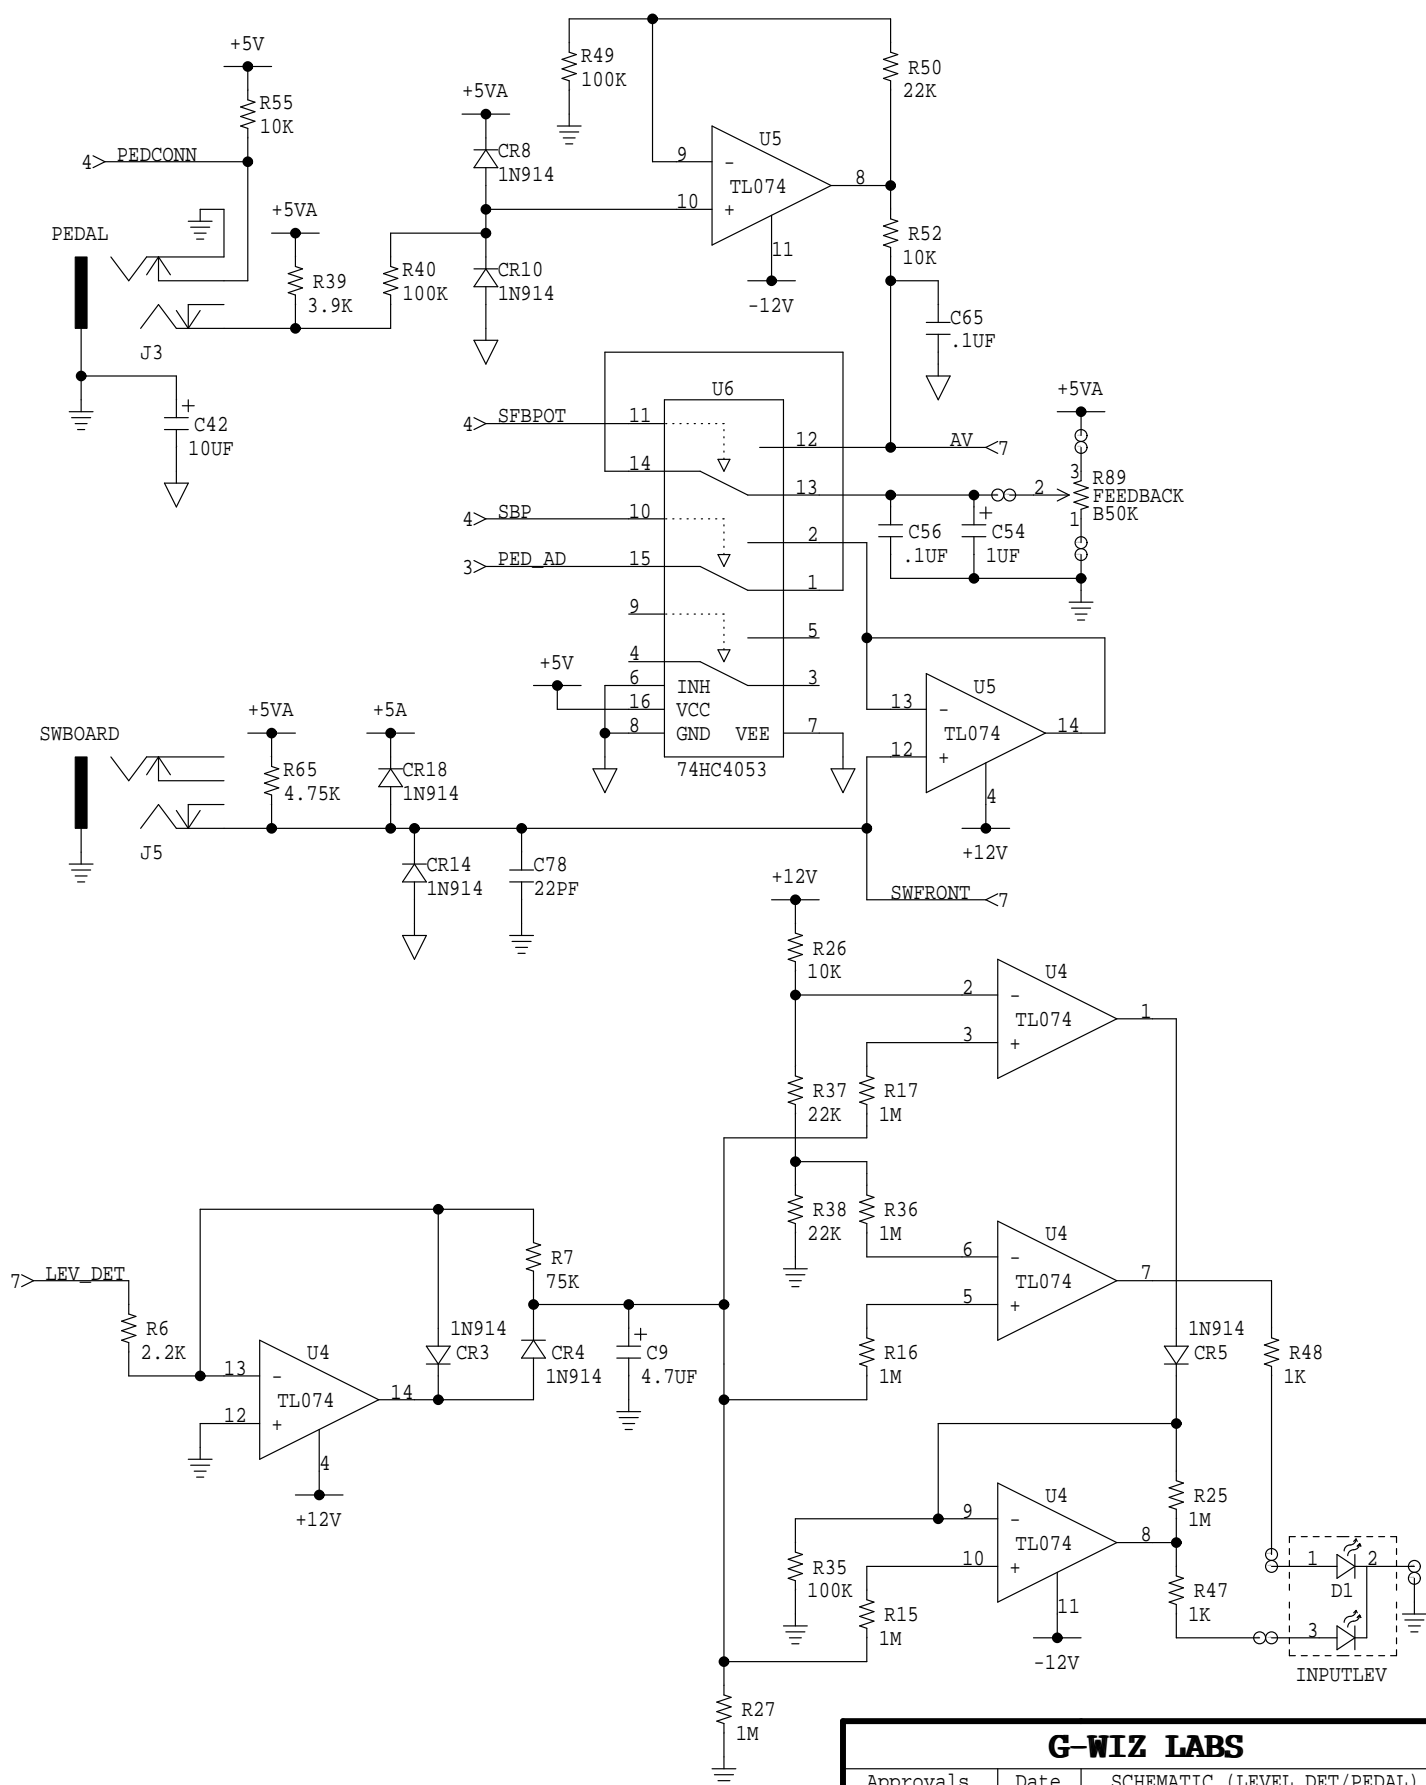 +5V
R55
10K
4> PEDCONN
+5VA
R39
3.9K
PEDAL
J3
C42
10UF
+
+5VA
CR8
1N914
R40
100K
CR10
1N914
R49
100K
R50
22K
U5
9
-
TL074
8
10
+
11
-12V
R52
10K
C65
.1UF
U6
4> SFBPOT
11
12
AV <7
14
13
4> SBP
10
2
3> PED_AD
15
1
9
5
4
3
6
INH
+5V
16
VCC
8
GND
VEE
7
74HC4053
C56
.1UF
+
C54
1UF
+5VA
3
2
1
R89
FEEDBACK
B50K
U5
13
-
TL074
14
12
+
4
+12V
SWBOARD
J5
+5VA
R65
4.75K
+5A
CR18
1N914
CR14
1N914
C78
22PF
SWFRONT <7
+12V
R26
10K
U4
2
-
TL074
1
3
+
R37
22K
R17
1M
R38
22K
R36
1M
U4
6
-
TL074
7
5
+
R16
1M
7> LEV_DET
R6
2.2K
U4
13
-
TL074
14
12
+
4
+12V
1N914
CR3
R7
75K
CR4
1N914
+
C9
4.7UF
1N914
CR5
R48
1K
U4
9
-
TL074
8
10
+
11
-12V
R35
100K
R15
1M
R25
1M
R47
1K
1
2
D1
3
INPUTLEV
R27
1M
G-WIZ LABS
Approvals
Date
SCHEMATIC (LEVEL DET/PEDAL)